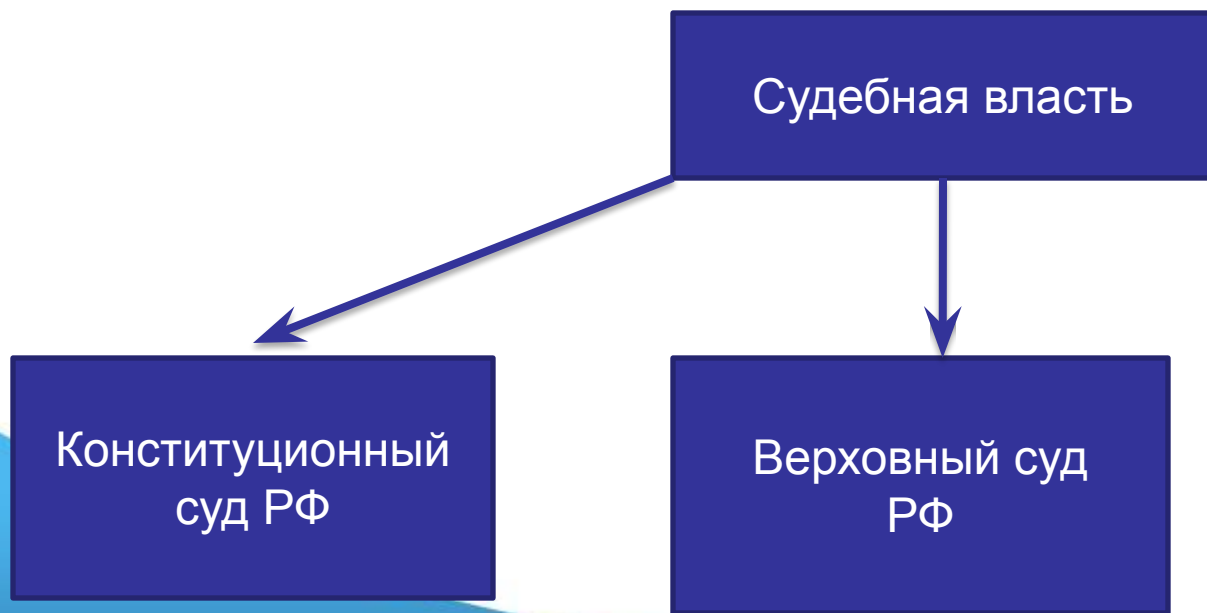 Судебная власть
Конституционный
суд РФ
Верховный суд
РФ